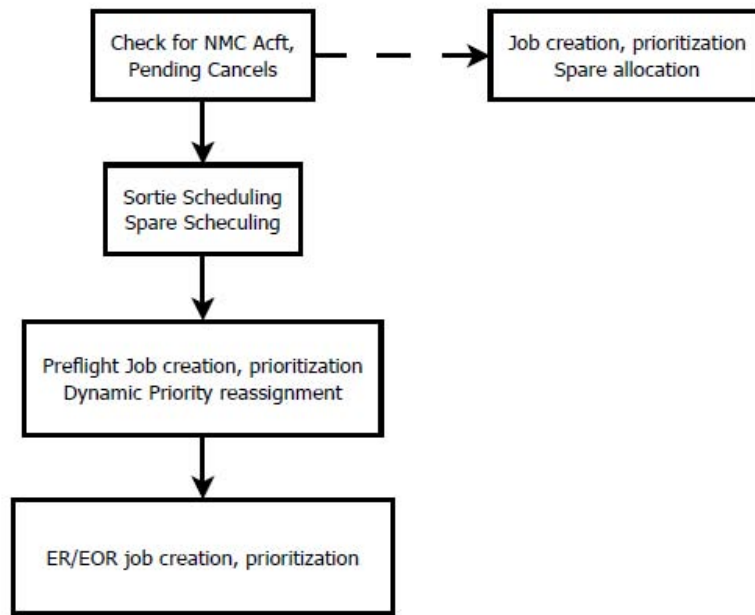 Check for NMC Acft,
Pending Cancels
Job creation, prioritization
Spare allocation
Sortie Scheduling
Spare Scheculing
Preflight Job creation, prioritization
Dynamic Priority reassignment
ER/EOR job creation, prioritization